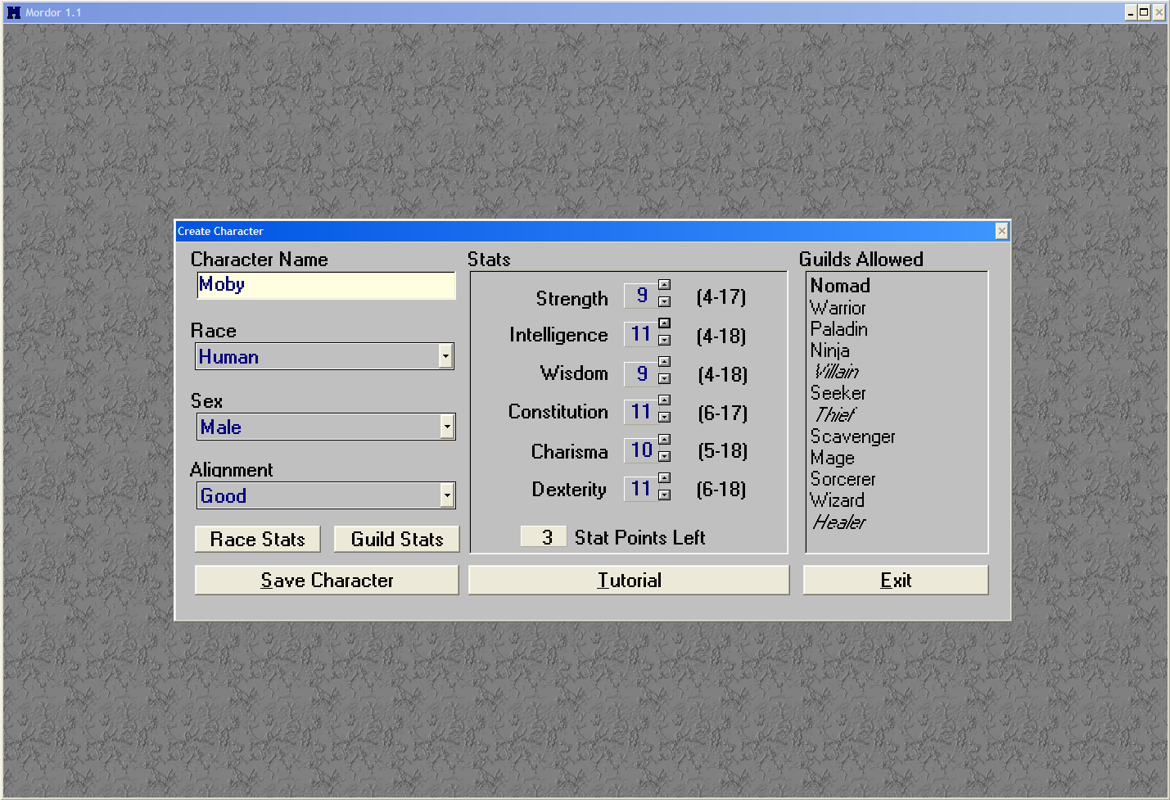 Mordor 1.1
Create Character
Character Name
Moby
Race
Human
Sex
Male
Alignment
Good
Race Stats
Guild Stats
Save Character
Stats
Strength 9 (4-17)
Intelligence 11 (4-18)
Wisdom 9 (4-18)
Constitution 11 (6-17)
Charisma 10 (5-18)
Dexterity 11 (6-18)
3 Stat Points Left
Tutorial
Guilds Allowed
Nomad
Warrior
Paladin
Ninja
Villain
Seeker
Thief
Scavenger
Mage
Sorcerer
Wizard
Healer
Exit